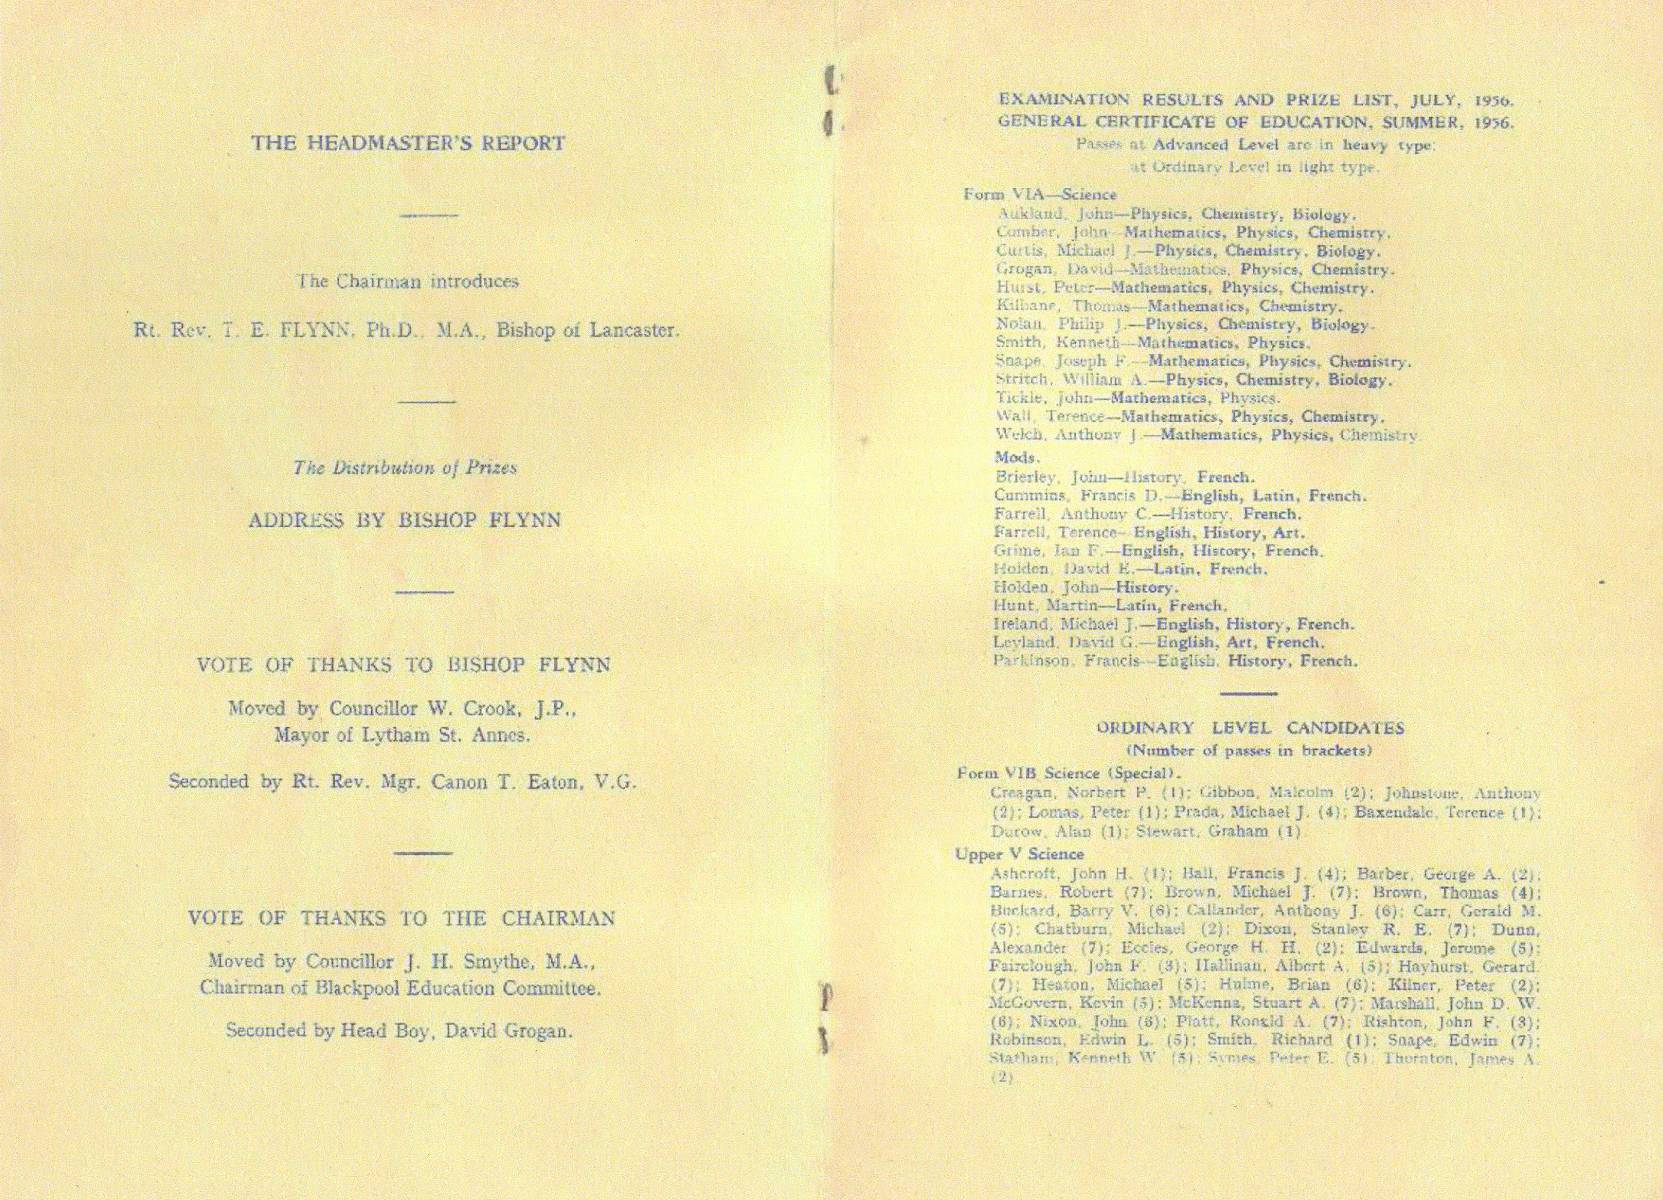 THE HEADMASTER'S REPORT
The Chairman introduces
Rt. Rev. T. E. FLYNN, Ph.D., M.A., Bishop of Lancaster.
The Distribution of Prizes
ADDRESS BY BISHOP FLYNN
VOTE OF THANKS TO BISHOP FLYNN
Moved by Councillor W. Crook, J.P.,
Mayor of Lytham St. Annes.
Seconded by Rt. Rev. Mgr. Canon T. Eaton, V.G.
VOTE OF THANKS TO THE CHAIRMAN
Moved by Councillor J. H. Smythe, M.A.,
Chairman of Blackpool Education Committee.
Seconded by Head Boy, David Grogan.
EXAMINATION RESULTS AND PRIZE LIST, JULY, 1956.
GENERAL CERTIFICATE OF EDUCATION, SUMMER, 1956.
Passes at Advanced Level are in heavy type;
at Ordinary Level in light type.
Form VIA—Science
Aukland, John—Physics, Chemistry, Biology.
Comber, John—Mathematics, Physics, Chemistry.
Curtis, Michael J.—Physics, Chemistry, Biology.
Grogan, David—Mathematics, Physics, Chemistry.
Hurst, Peter—Mathematics, Physics, Chemistry.
Kilbane, Thomas—Mathematics, Chemistry.
Nolan, Philip J.—Physics, Chemistry, Biology.
Smith, Kenneth—Mathematics, Physics.
Snape, Joseph F.—Mathematics, Physics, Chemistry.
Stritch, William A.—Physics, Chemistry, Biology.
Tickle, John—Mathematics, Physics.
Wall, Terence—Mathematics, Physics, Chemistry.
Welch, Anthony J.—Mathematics, Physics, Chemistry.
Mods.
Brierley, John—History, French.
Cummins, Francis D.—English, Latin, French.
Farrell, Anthony C.—History, French.
Farrell, Terence—English, History, Art.
Grime, Ian F.—English, History, French.
Holden, David E.—Latin, French.
Holden, John—History.
Hunt, Martin—Latin, French.
Ireland, Michael J.—English, History, French.
Leyland, David G.—English, Art, French.
Parkinson, Francis—English, History, French.
ORDINARY LEVEL CANDIDATES
(Number of passes in brackets)
Form VIB Science (Special).
Creagan, Norbert P. (1); Gibbon, Malcolm (2); Johnstone, Anthony
(2); Lomas, Peter (1); Prada, Michael J. (4); Baxendale, Terence (1);
Durow, Alan (1); Stewart, Graham (1)
Upper V Science
Ashcroft, John H. (1); Ball, Francis J. (4); Barber, George A. (2);
Barnes, Robert (7); Brown, Michael J. (7); Brown, Thomas (4);
Buckard, Barry V. (6); Callander, Anthony J. (6); Carr, Gerald M.
(5); Chatburn, Michael (2); Dixon, Stanley R. E. (7); Dunn,
Alexander (7); Eccles, George H. H. (2); Edwards, Jerome (5);
Fairclough, John F. (3); Hallinan, Albert A. (5); Hayhurst, Gerard.
(7); Heaton, Michael (5); Hulme, Brian (6); Kilner, Peter (2);
McGovern, Kevin (5); McKenna, Stuart A. (7); Marshall, John D. W.
(6); Nixon, John (6); Platt, Ronald A. (7); Rishton, John F. (3);
Robinson, Edwin L. (5); Smith, Richard (1); Snape, Edwin (7);
Statham, Kenneth W. (5); Symes, Peter E. (5); Thornton, James A.
(2)